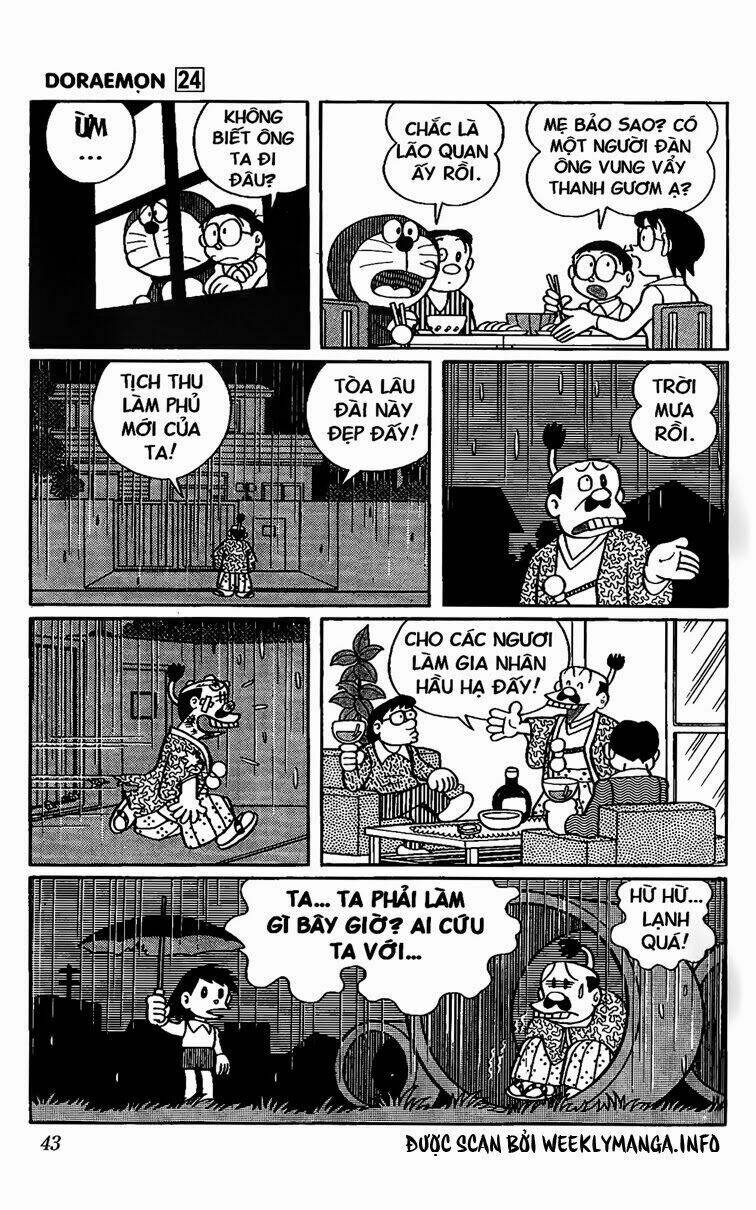 DORAEMỌN 24
MẸ BẢO SAO? CÓ
MỘT NGƯỜI ĐÀN
ÔNG VUNG VẨY
THANH GƯƠM Ạ?
CHẮC LÀ
LÃO QUAN
ẤY RỒI.
KHÔNG
BIẾT ÔNG
TA ĐI
ĐÂU?
ỪM
...
TRỜI
MƯA
RỒI.
TÒA LÂU
ĐÀI NÀY
ĐẸP ĐẤY!
TỊCH THU
LÀM PHỦ
MỚI CỦA
TA!
CHO CÁC NGƯƠI
LÀM GIA NHÂN
HẦU HẠ ĐẤY!
HỪ HỪ...
LẠNH
QUÁ!
TA... TA PHẢI LÀM
GÌ BÂY GIỜ? AI CỨU
TA VỚI...
43
ĐƯỢC SCAN BỞI WEEKLYMANGA.INFO